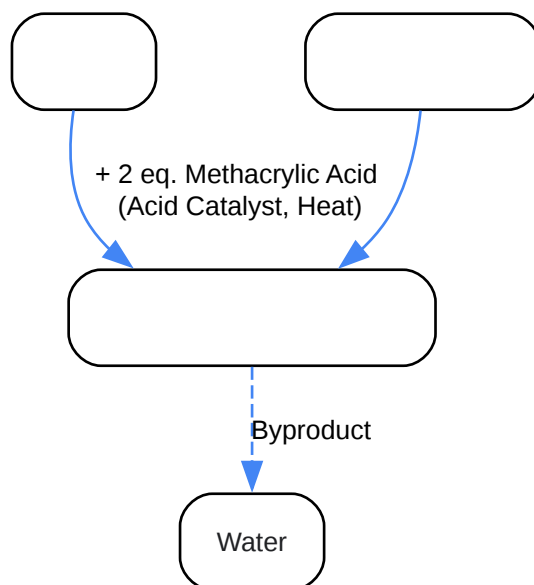 + 2 eq. Methacrylic Acid
(Acid Catalyst, Heat)
Byproduct
Water